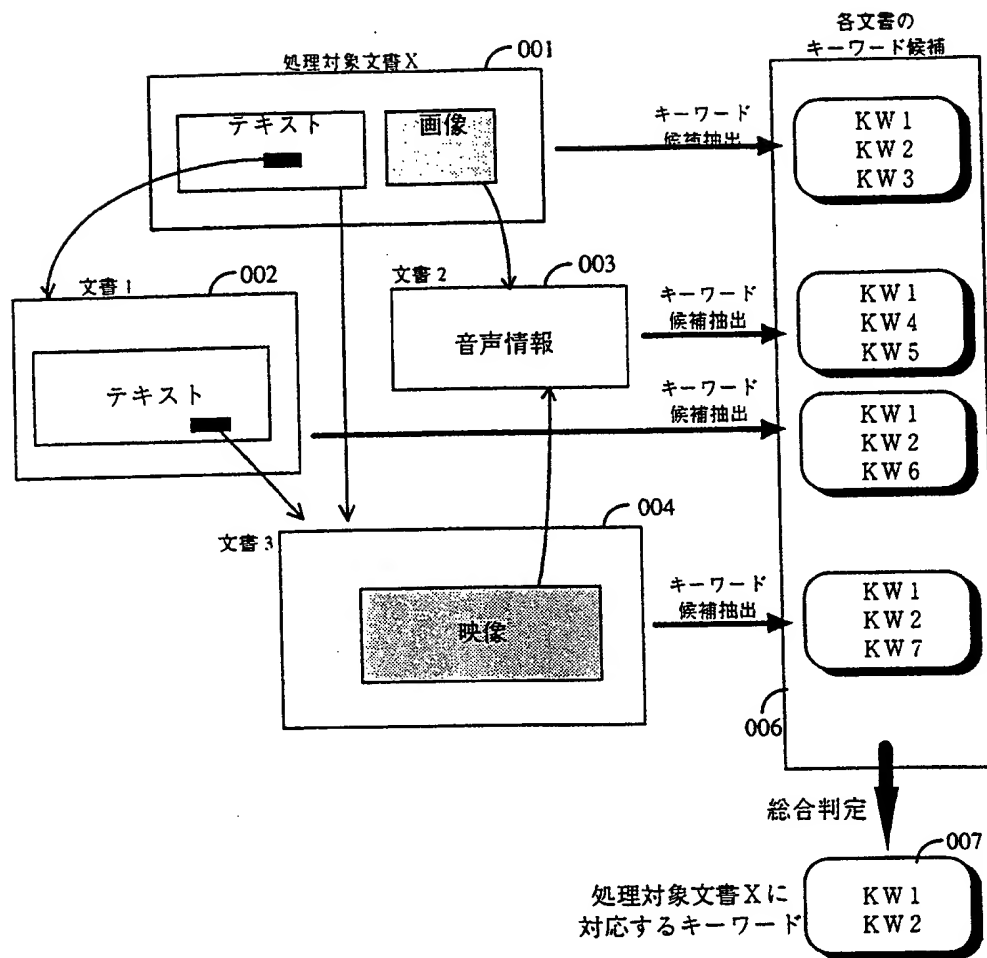 各文書の
キーワード候補
001
処理対象文書X
テキスト
画像
キーワード
候補抽出
KW1
KW2
KW3
002
文書1
003
文書2
音声情報
キーワード
候補抽出
KW1
KW4
KW5
テキスト
キーワード
候補抽出
KW1
KW2
KW6
004
文書3
映像
キーワード
候補抽出
KW1
KW2
KW7
006
総合判定
007
処理対象文書Xに
対応するキーワード
KW1
KW2